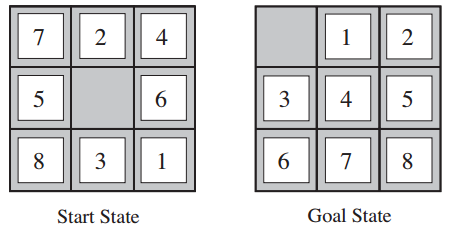 7 2 4
5 6
8 3 1
Start State
1 2
3 4 5
6 7 8
Goal State